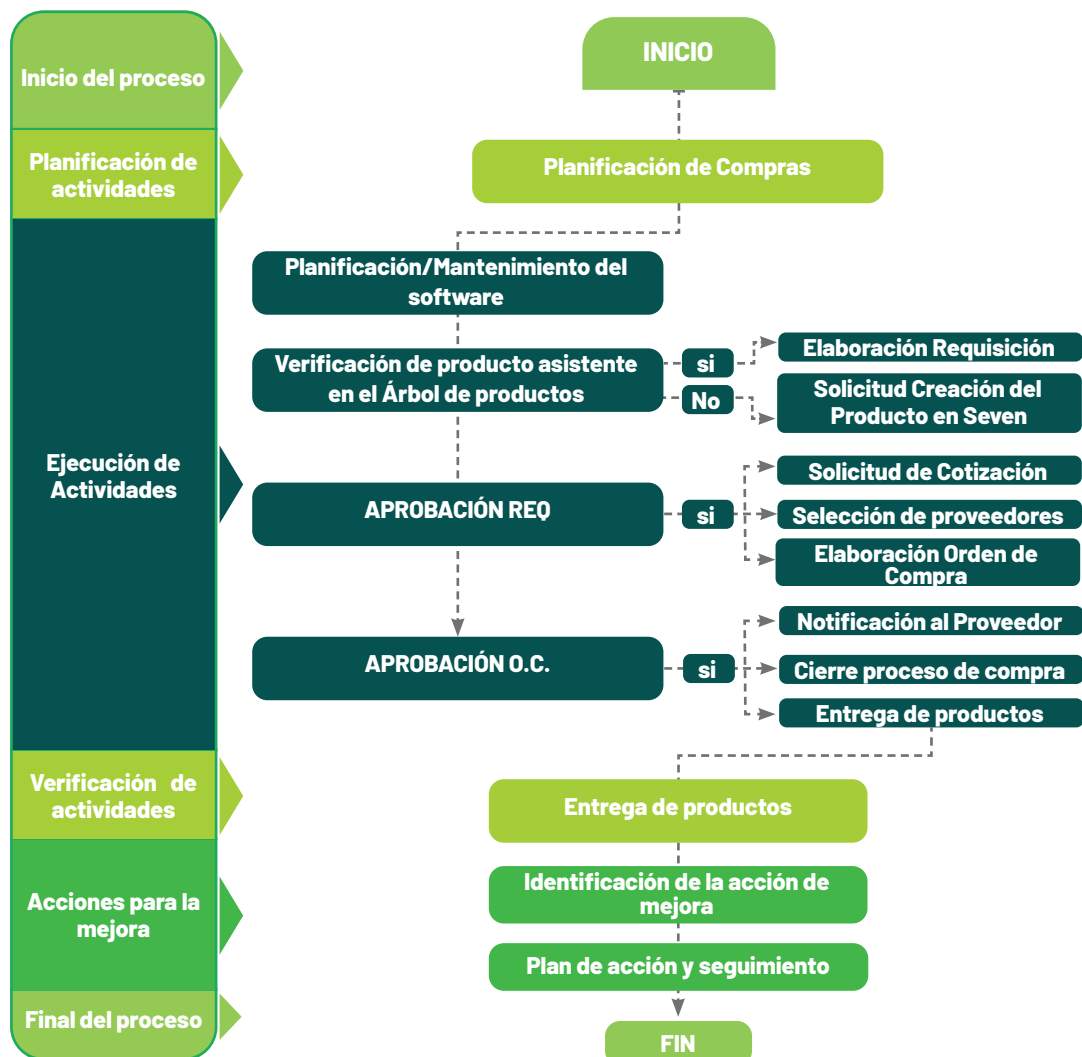 Inicio del proceso
INICIO
Planificación de
actividades
Planificación de Compras
Ejecución de
Actividades
Planificación/Mantenimiento del
software
Verificación de producto asistente
en el Árbol de productos
si
Elaboración Requisición
No
Solicitud Creación del
Producto en Seven
APROBACIÓN REQ
si
Solicitud de Cotización
Selección de proveedores
Elaboración Orden de
Compra
APROBACIÓN O.C.
si
Notificación al Proveedor
Cierre proceso de compra
Entrega de productos
Verificación de
actividades
Entrega de productos
Acciones para la
mejora
Identificación de la acción de
mejora
Plan de acción y seguimiento
Final del proceso
FIN